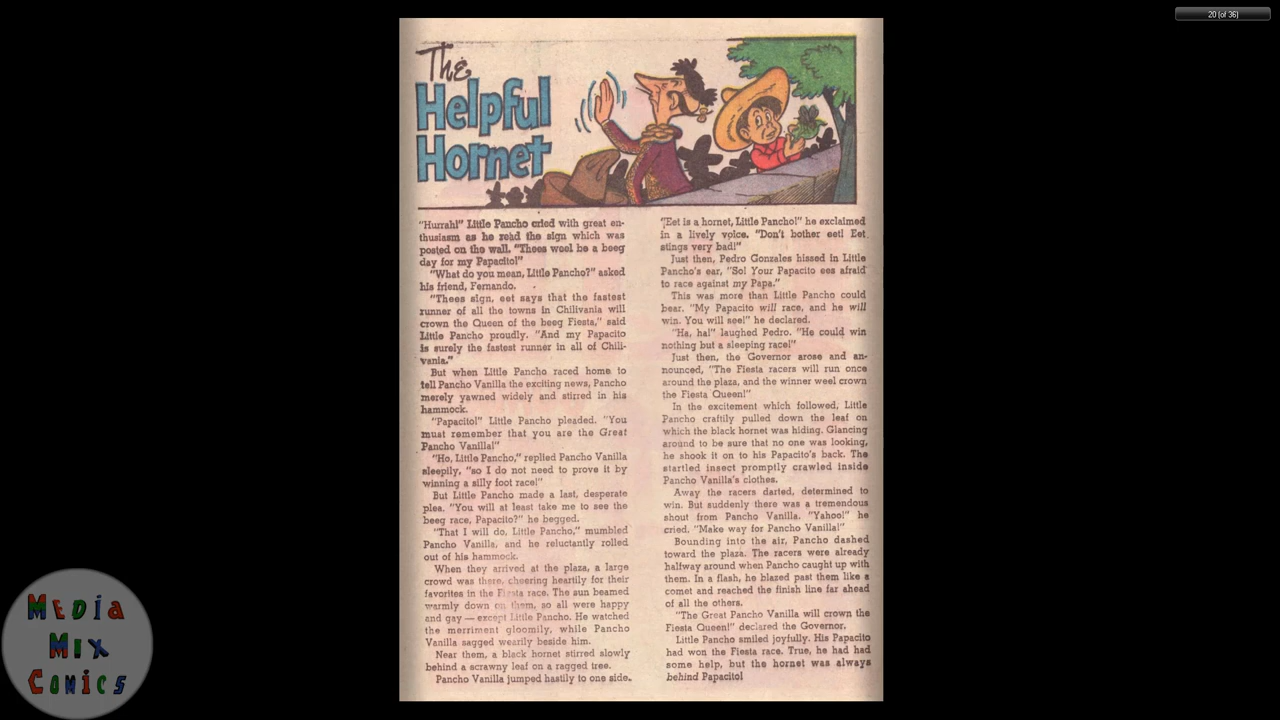 20 (of 36)
The
Helpful
Hornet
"Hurrah!" Little Pancho cried with great en-
thusiasm as he read the sign which was
posted on the wall. "Thees weel be a beeg
day for my Papacito!"
"What do you mean, Little Pancho?" asked
his friend, Fernando.
"Thees sign, eet says that the fastest
runner of all the towns in Chilivania will
crown the Queen of the beeg Fiesta," said
Little Pancho proudly. "And my Papacito
is surely the fastest runner in all of Chili-
vania."
But when Little Pancho raced home to
tell Pancho Vanilla the exciting news, Pancho
merely yawned widely and stirred in his
hammock.
"Papacito!" Little Pancho pleaded. "You
must remember that you are the Great
Pancho Vanilla!"
"Ho, Little Pancho," replied Pancho Vanilla
sleepily, "so I do not need to prove it by
winning a silly foot race!"
But Little Pancho made a last, desperate
plea. "You will at least take me to see the
beeg race, Papacito?" he begged.
"That I will do, Little Pancho," mumbled
Pancho Vanilla, and he reluctantly rolled
out of his hammock.
When they arrived at the plaza, a large
crowd was there, cheering heartily for their
favorites in the Fiesta race. The sun beamed
warmly down on them, so all were happy
and gay — except Little Pancho. He watched
the merriment gloomily, while Pancho
Vanilla sagged wearily beside him.
Near them, a black hornet stirred slowly
behind a scrawny leaf on a ragged tree.
Pancho Vanilla jumped hastily to one side.
"Eet is a hornet, Little Pancho!" he exclaimed
in a lively voice. "Don't bother eet! Eet
stings very bad!"
Just then, Pedro Gonzales hissed in Little
Pancho's ear, "So! Your Papacito ees afraid
to race against my Papa."
This was more than Little Pancho could
bear. "My Papacito will race, and he will
win. You will see!" he declared.
"Ha, ha!" laughed Pedro. "He could win
nothing but a sleeping race!"
Just then, the Governor arose and an-
nounced, "The Fiesta racers will run once
around the plaza, and the winner weel crown
the Fiesta Queen!"
In the excitement which followed, Little
Pancho craftily pulled down the leaf on
which the black hornet was hiding. Glancing
around to be sure that no one was looking,
he shook it on to his Papacito's back. The
startled insect promptly crawled inside
Pancho Vanilla's clothes.
Away the racers darted, determined to
win. But suddenly there was a tremendous
shout from Pancho Vanilla. "Yahoo!" he
cried. "Make way for Pancho Vanilla!"
Bounding into the air, Pancho dashed
toward the plaza. The racers were already
halfway around when Pancho caught up with
them. In a flash, he blazed past them like a
comet and reached the finish line far ahead
of all the others.
"The Great Pancho Vanilla will crown the
Fiesta Queen!" declared the Governor.
Little Pancho smiled joyfully. His Papacito
had won the Fiesta race. True, he had had
some help, but the hornet was always
behind Papacito!
MEDIA
MIX
COMICS